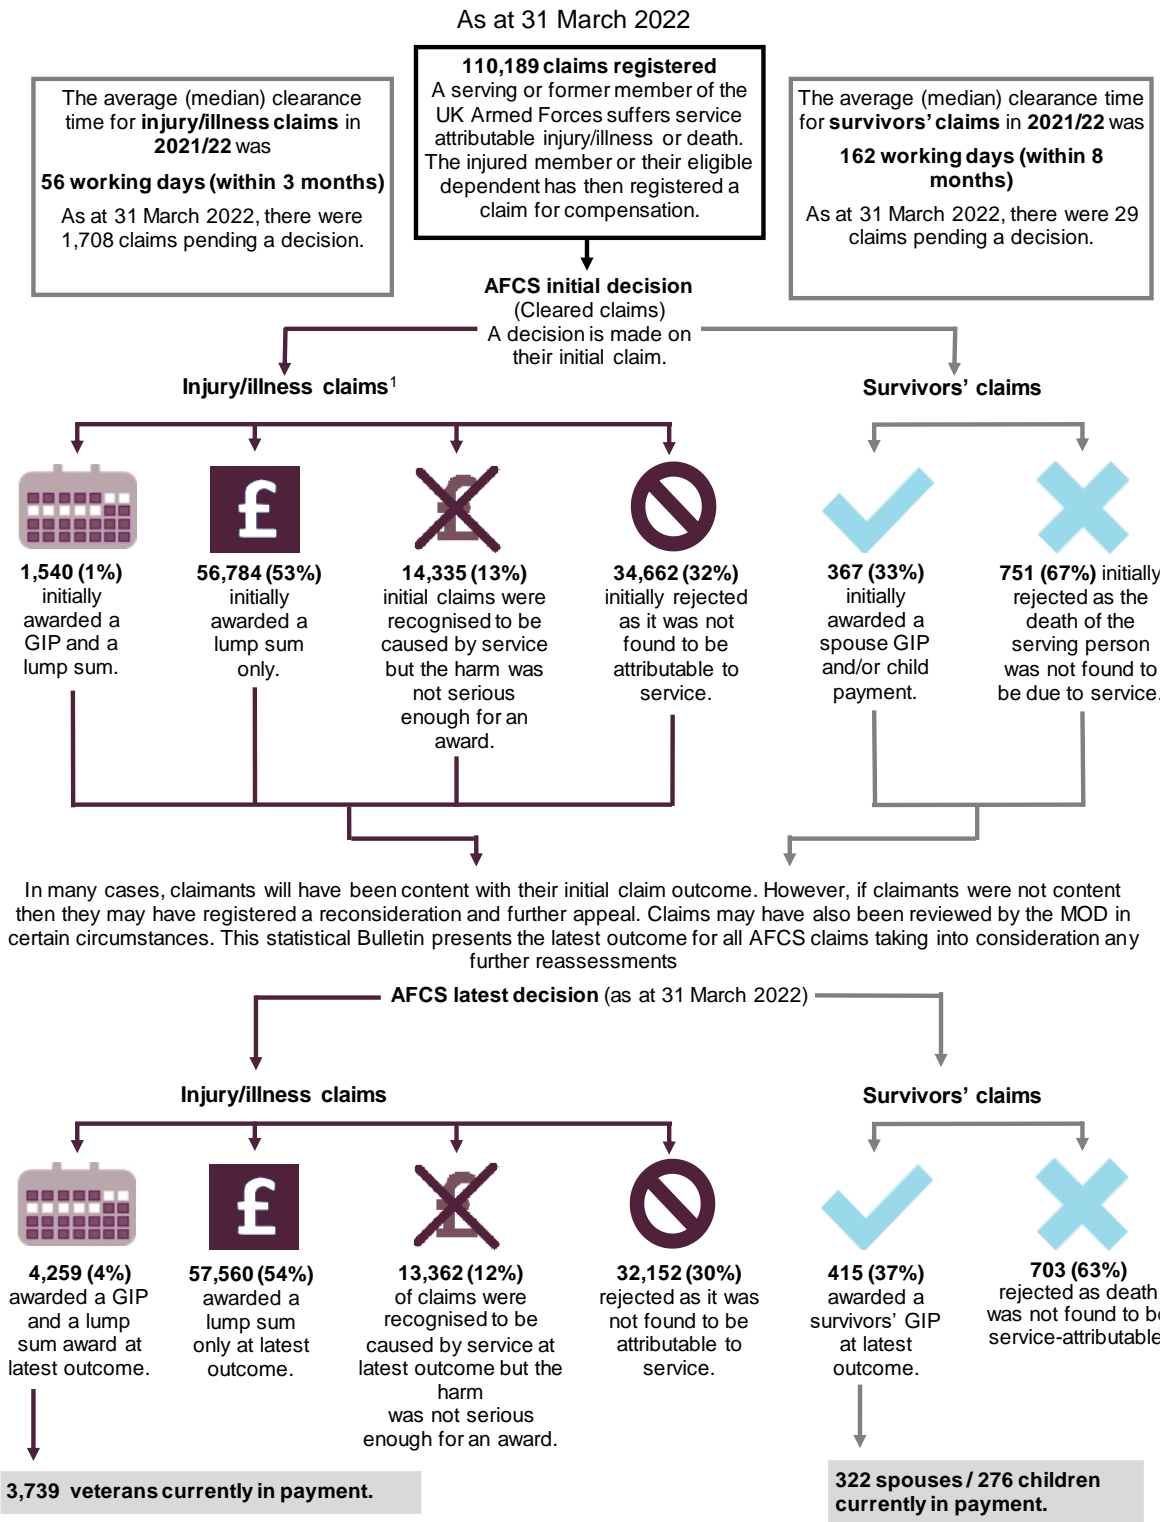 As at 31 March 2022
The average (median) clearance
time for injury/illness claims in
2021/22 was
56 working days (within 3 months)
As at 31 March 2022, there were
1,708 claims pending a decision.
110,189 claims registered
A serving or former member of the
UK Armed Forces suffers service
attributable injury/illness or death.
The injured member or their eligible
dependent has then registered a
claim for compensation.
The average (median) clearance time
for survivors' claims in 2021/22 was
162 working days (within 8
months)
As at 31 March 2022, there were 29
claims pending a decision.
AFCS initial decision
(Cleared claims)
A decision is made on
their initial claim.
Injury/illness claims1
Survivors' claims
£
£
1,540 (1%)
initially
awarded a
GIP and a
lump sum.
56,784 (53%)
initially
awarded a
lump sum
only.
14,335 (13%)
initial claims were
recognised to be
caused by service
but the harm was
not serious
enough for an
award.
34,662 (32%)
initially rejected
as it was not
found to be
attributable to
service.
367 (33%)
initially
awarded a
spouse GIP
and/or child
payment.
751 (67%) initially
rejected as the
death of the
serving person
was not found to
be due to service.
In many cases, claimants will have been content with their initial claim outcome. However, if claimants were not content
then they may have registered a reconsideration and further appeal. Claims may have also been reviewed by the MOD in
certain circumstances. This statistical Bulletin presents the latest outcome for all AFCS claims taking into consideration any
further reassessments
AFCS latest decision (as at 31 March 2022)
Injury/illness claims
Survivors' claims
£
£
4,259 (4%)
awarded a GIP
and a lump
sum award at
latest outcome.
57,560 (54%)
awarded a
lump sum
only at latest
outcome.
13,362 (12%)
of claims were
recognised to be
caused by service at
latest outcome but the
harm
was not serious
enough for an award.
32,152 (30%)
rejected as it was
not found to be
attributable to
service.
415 (37%)
awarded a
survivors' GIP
at latest
outcome.
703 (63%)
rejected as death
was not found to be
service-attributable
3,739 veterans currently in payment.
322 spouses / 276 children
currently in payment.